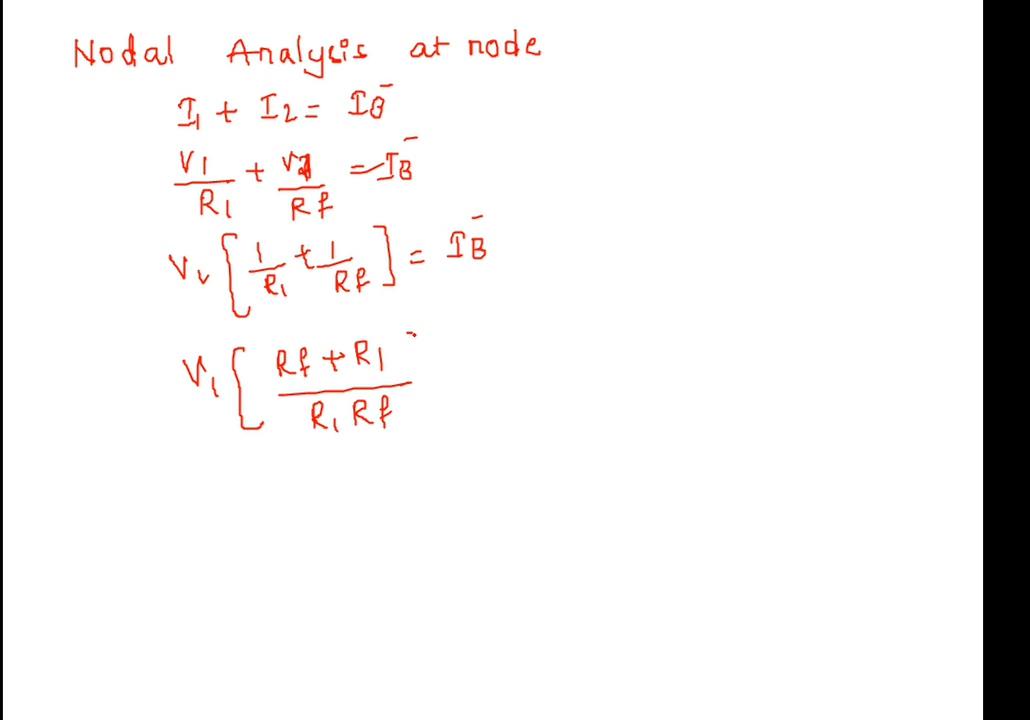 Nodal Analysis at node
I1 + I2 = IB⁻
V1/R1 + V1/Rf = IB⁻
V1 [ 1/R1 + 1/Rf ] = IB⁻
V1 [ Rf + R1 / R1 Rf